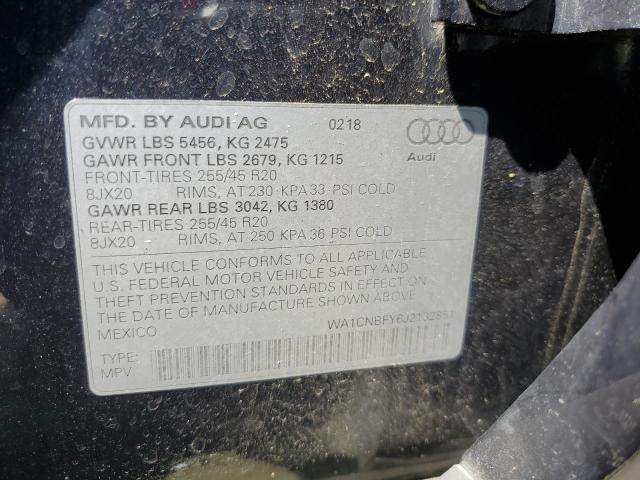 MFD. BY AUDI AG 0218
GVWR LBS 5456, KG 2475
GAWR FRONT LBS 2679, KG 1215
Audi
FRONT-TIRES 255/45 R20
8JX20 RIMS, AT 230 KPA 33 PSI COLD
GAWR REAR LBS 3042, KG 1380
REAR-TIRES 255/45 R20
8JX20 RIMS, AT 250 KPA 36 PSI COLD
THIS VEHICLE CONFORMS TO ALL APPLICABLE
U.S. FEDERAL MOTOR VEHICLE SAFETY AND
THEFT PREVENTION STANDARDS IN EFFECT ON
THE DATE OF MANUFACTURE SHOWN ABOVE.
MEXICO WA1CNBFY6J2132851
TYPE:
MPV